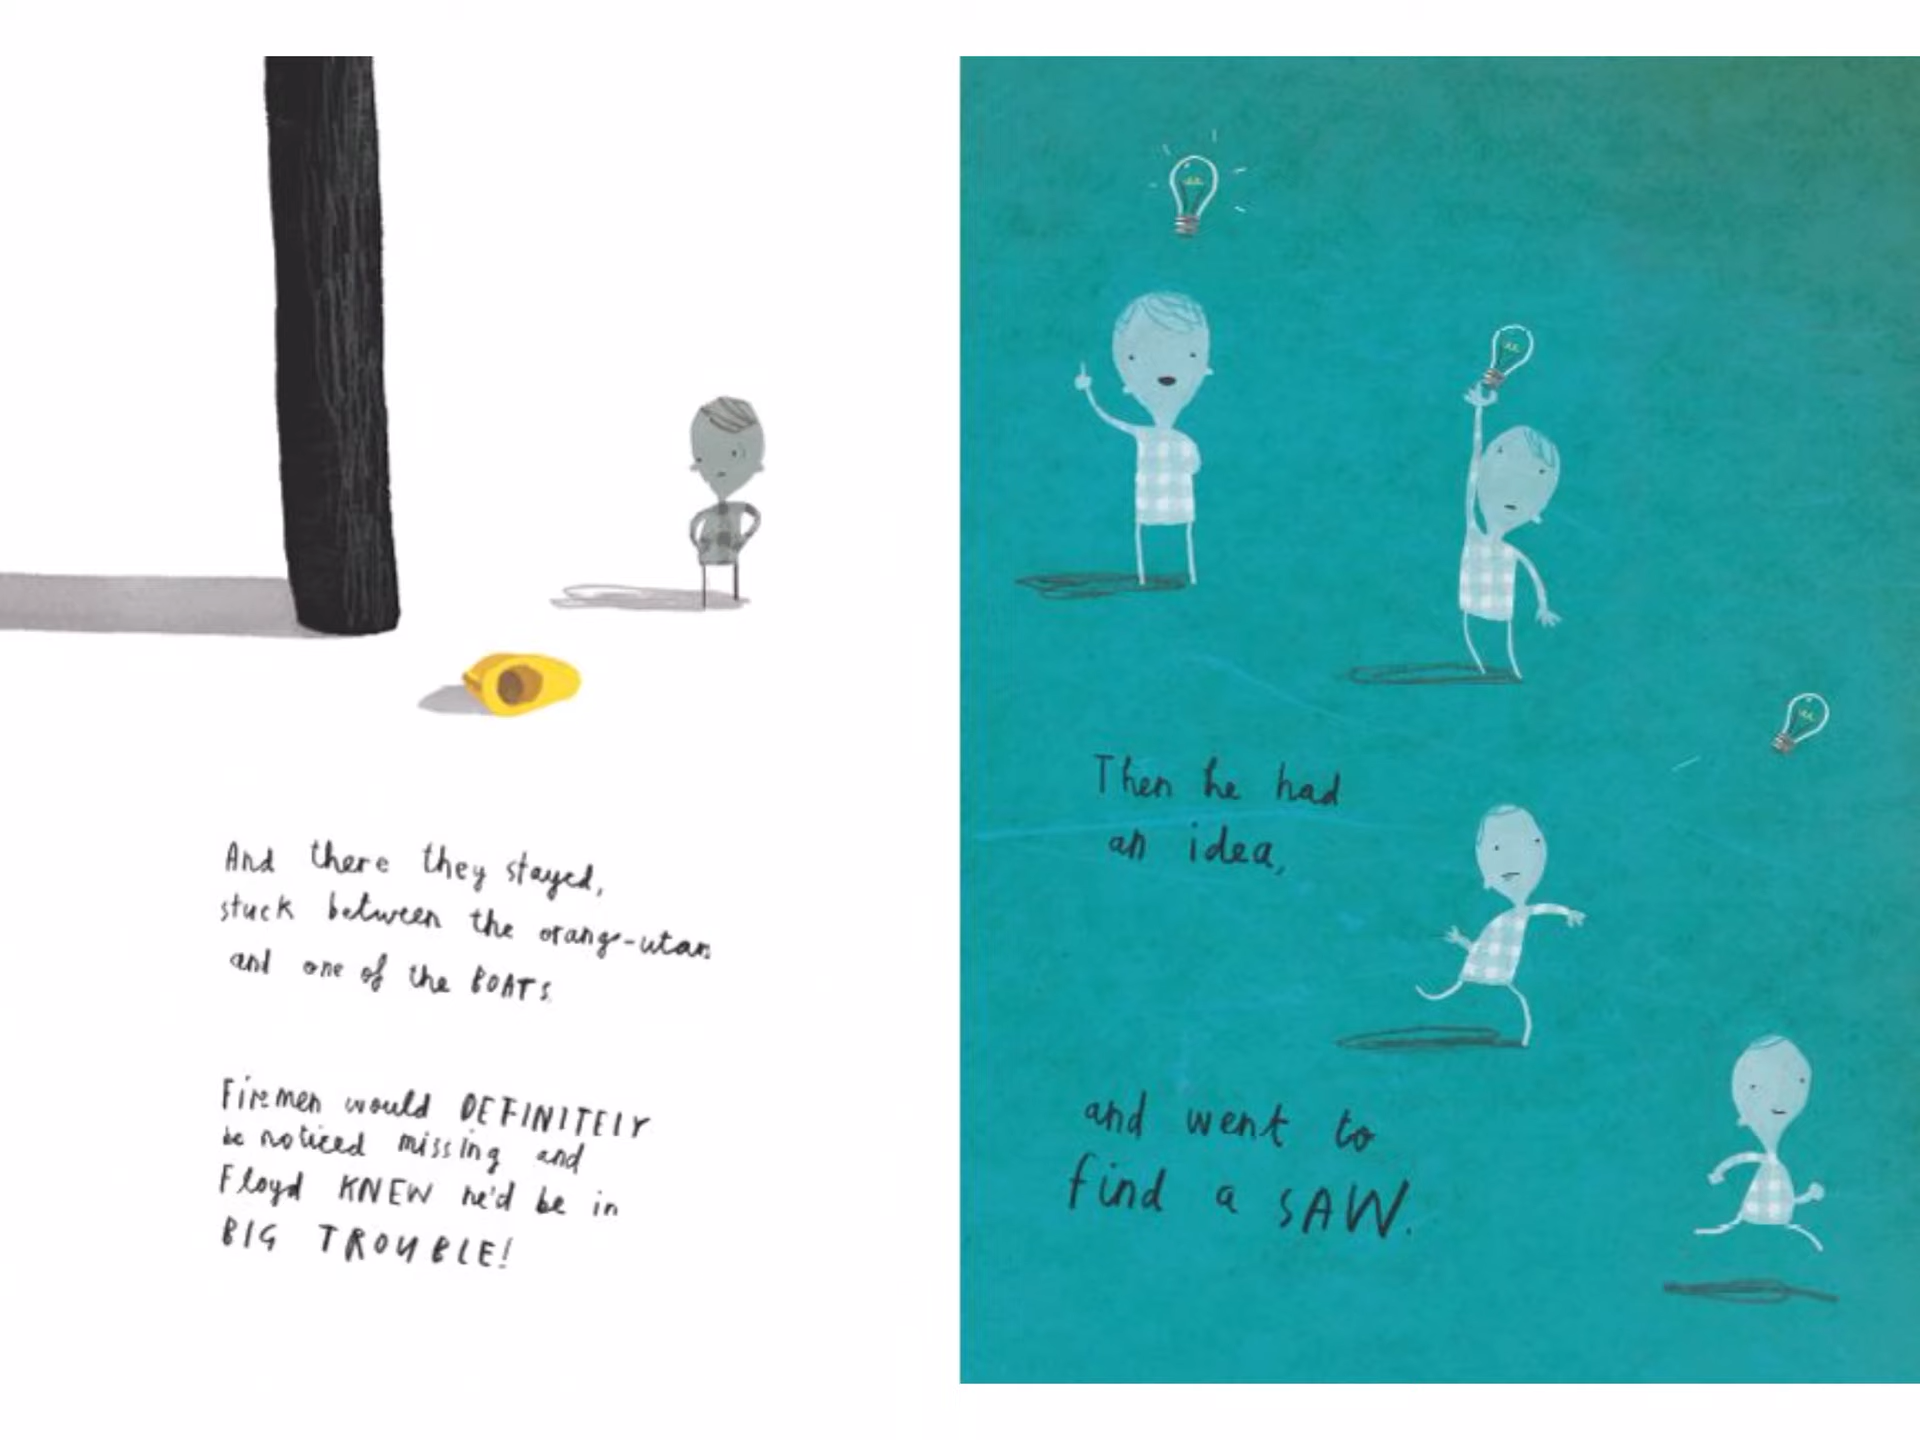 And there they stayed,
stuck between the orang-utan
and one of the BOATS.
Firemen would DEFINITELY
be noticed missing and
Floyd KNEW he'd be in
BIG TROUBLE!
Then he had
an idea,
and went to
find a SAW.